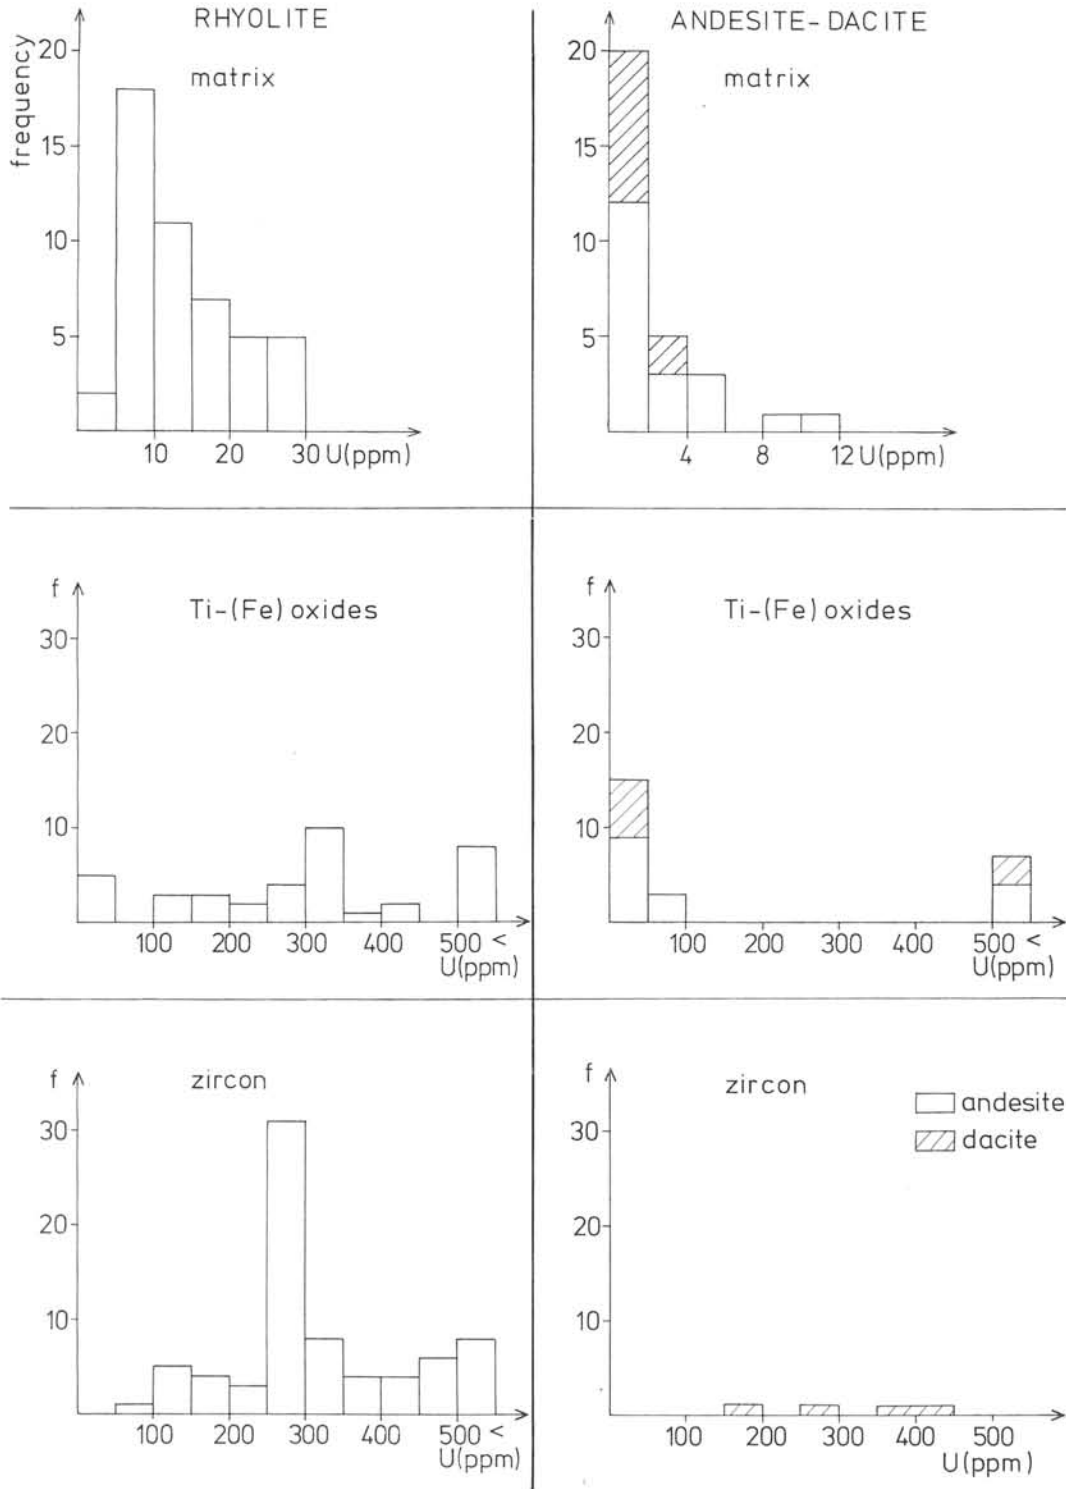 RHYOLITE
matrix
frequency
20
15
10
5
10 20 30 U(ppm)
ANDESITE-DACITE
matrix
20
15
10
5
4 8 12 U(ppm)
f
Ti-(Fe) oxides
30
20
10
100 200 300 400 500 <
U(ppm)
f
Ti-(Fe) oxides
30
20
10
100 200 300 400 500 <
U(ppm)
f
zircon
30
20
10
100 200 300 400 500 <
U(ppm)
f
zircon
andesite
dacite
30
20
10
100 200 300 400 500
U(ppm)